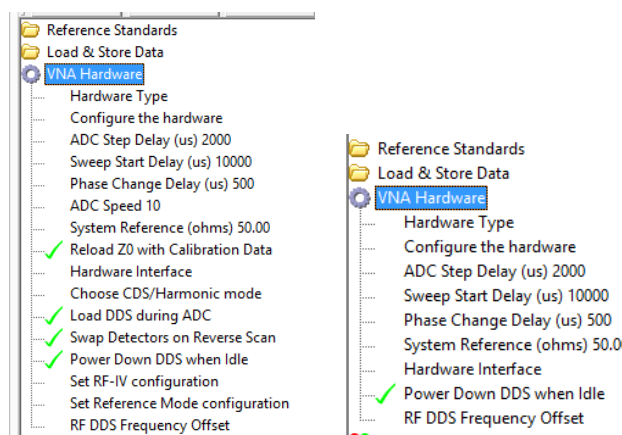 Reference Standards
Load & Store Data
VNA Hardware
Hardware Type
Configure the hardware
ADC Step Delay (us) 2000
Sweep Start Delay (us) 10000
Phase Change Delay (us) 500
ADC Speed 10
System Reference (ohms) 50.00
Reload Z0 with Calibration Data
Hardware Interface
Choose CDS/Harmonic mode
Load DDS during ADC
Swap Detectors on Reverse Scan
Power Down DDS when Idle
Set RF-IV configuration
Set Reference Mode configuration
RF DDS Frequency Offset
Reference Standards
Load & Store Data
VNA Hardware
Hardware Type
Configure the hardware
ADC Step Delay (us) 2000
Sweep Start Delay (us) 10000
Phase Change Delay (us) 500
System Reference (ohms) 50.0
Hardware Interface
Power Down DDS when Idle
RF DDS Frequency Offset